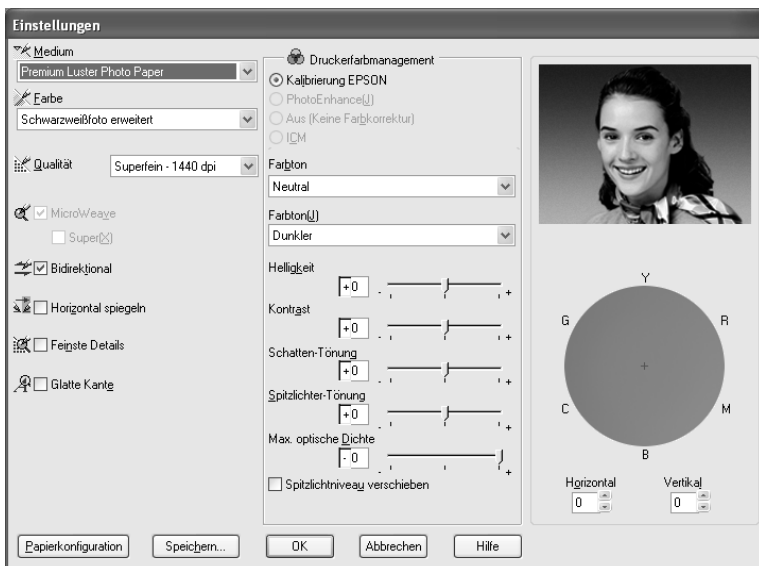 Einstellungen
Medium
Premium Luster Photo Paper
Farbe
Schwarzweißfoto erweitert
Qualität
Superfein - 1440 dpi
MicroWeave
Super(X)
Bidirektional
Horizontal spiegeln
Feinste Details
Glatte Kante
Druckerfarbmanagement
Kalibrierung EPSON
PhotoEnhance(J)
Aus (Keine Farbkorrektur)
ICM
Farbton
Neutral
Farbton(J)
Dunkler
Helligkeit
+0
- +
Kontrast
+0
- +
Schatten-Tönung
+0
- +
Spitzlichter-Tönung
+0
- +
Max. optische Dichte
- 0
- +
Spitzlichtniveau verschieben
Y
G R
C M
B
Horizontal Vertikal
0 0
Papierkonfiguration Speichern... OK Abbrechen Hilfe